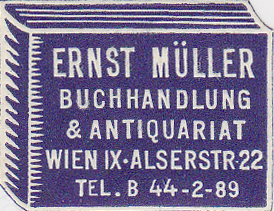 ERNST MÜLLER
BUCHHANDLUNG
& ANTIQUARIAT
WIEN IX·ALSERSTR·22
TEL. B 44-2-89